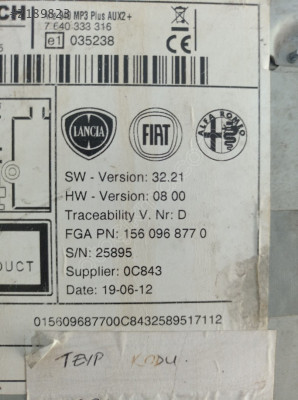 2189823
CH
MP3 Plus AUX2+
7 640 333 316
e1 035238
CE
LANCIA FIAT ALFA ROMEO
SW - Version: 32.21
HW - Version: 08 00
Traceability V. Nr: D
FGA PN: 156 096 877 0
S/N: 25895
Supplier: 0C843
Date: 19-06-12
DUCT
015609687700C8432589517112
TEYP KODU.